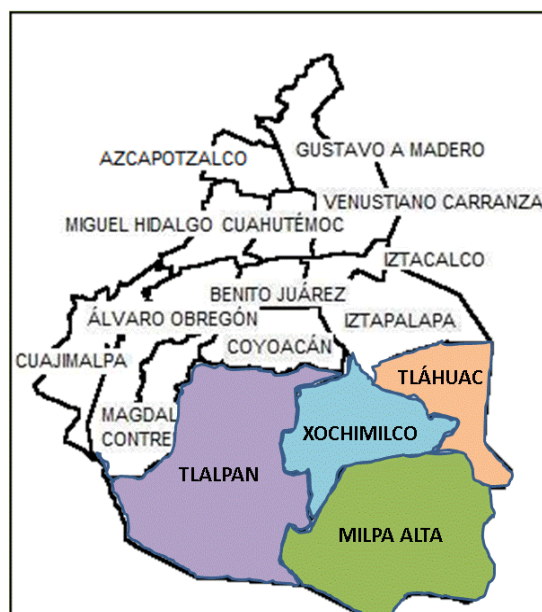 GUSTAVO A MADERO
AZCAPOTZALCO
VENUSTIANO CARRANZA
MIGUEL HIDALGO
CUAHUTÉMOC
IZTACALCO
BENITO JUÁREZ
ÁLVARO OBREGÓN
IZTAPALAPA
COYOACÁN
CUAJIMALPA
TLÁHUAC
MAGDAL
CONTRE
XOCHIMILCO
TLALPAN
MILPA ALTA